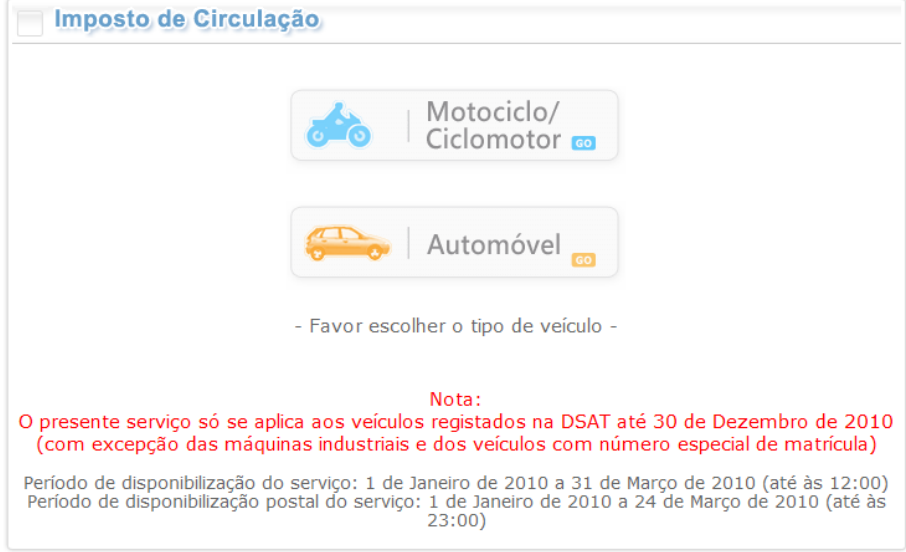 Imposto de Circulação
Motociclo/
Ciclomotor GO
Automóvel GO
- Favor escolher o tipo de veículo -
Nota:
O presente serviço só se aplica aos veículos registados na DSAT até 30 de Dezembro de 2010
(com excepção das máquinas industriais e dos veículos com número especial de matrícula)
Período de disponibilização do serviço: 1 de Janeiro de 2010 a 31 de Março de 2010 (até às 12:00)
Período de disponibilização postal do serviço: 1 de Janeiro de 2010 a 24 de Março de 2010 (até às
23:00)